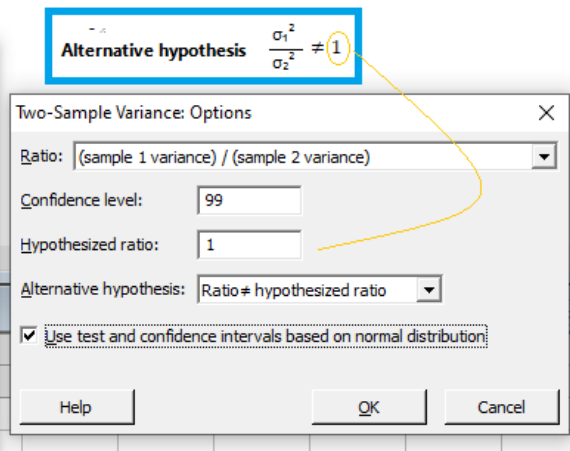 Alternative hypothesis σ₁² / σ₂² ≠ 1
Two-Sample Variance: Options
Ratio: (sample 1 variance) / (sample 2 variance)
Confidence level: 99
Hypothesized ratio: 1
Alternative hypothesis: Ratio ≠ hypothesized ratio
Use test and confidence intervals based on normal distribution
Help OK Cancel